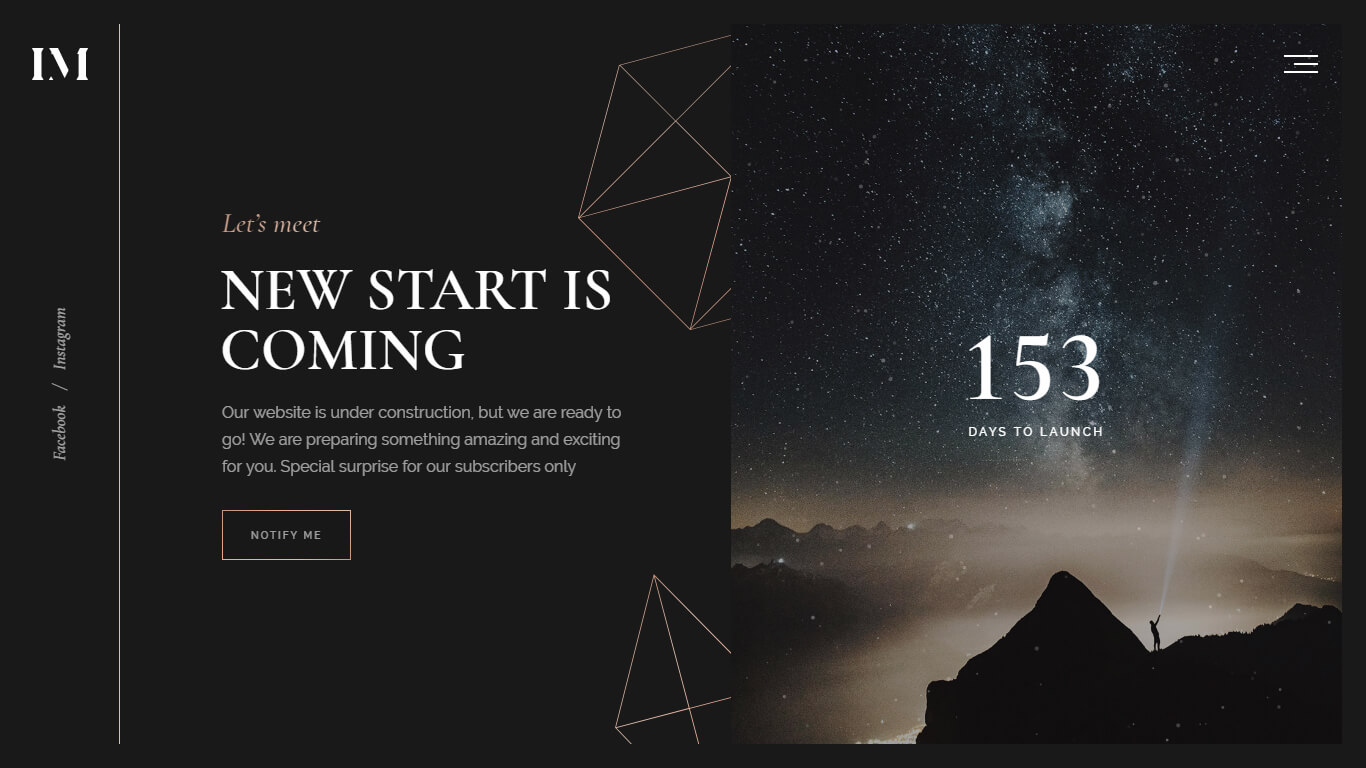 IM
Facebook / Instagram
Let's meet
NEW START IS
COMING
Our website is under construction, but we are ready to
go! We are preparing something amazing and exciting
for you. Special surprise for our subscribers only
NOTIFY ME
153
DAYS TO LAUNCH